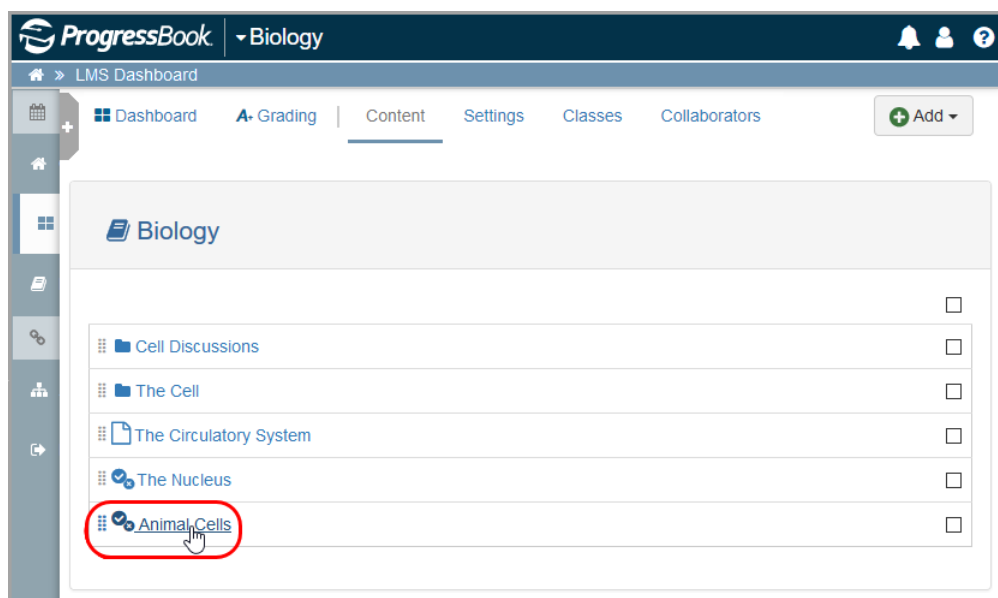 ProgressBook. Biology
LMS Dashboard
Dashboard A+ Grading Content Settings Classes Collaborators Add
Biology
Cell Discussions
The Cell
The Circulatory System
The Nucleus
Animal Cells